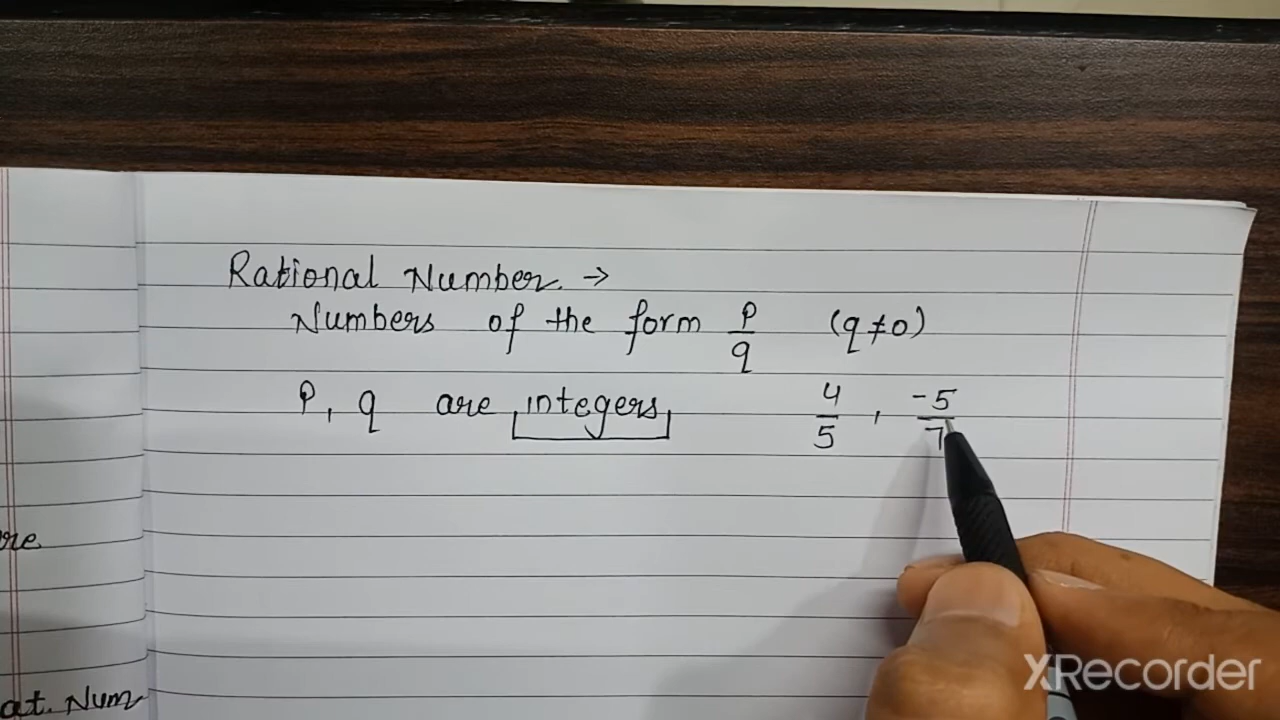 Rational Number. →
Numbers of the form P/q (q≠0)
P, q are integers, 4/5 , -5/7
re
at. Num
XRecorder